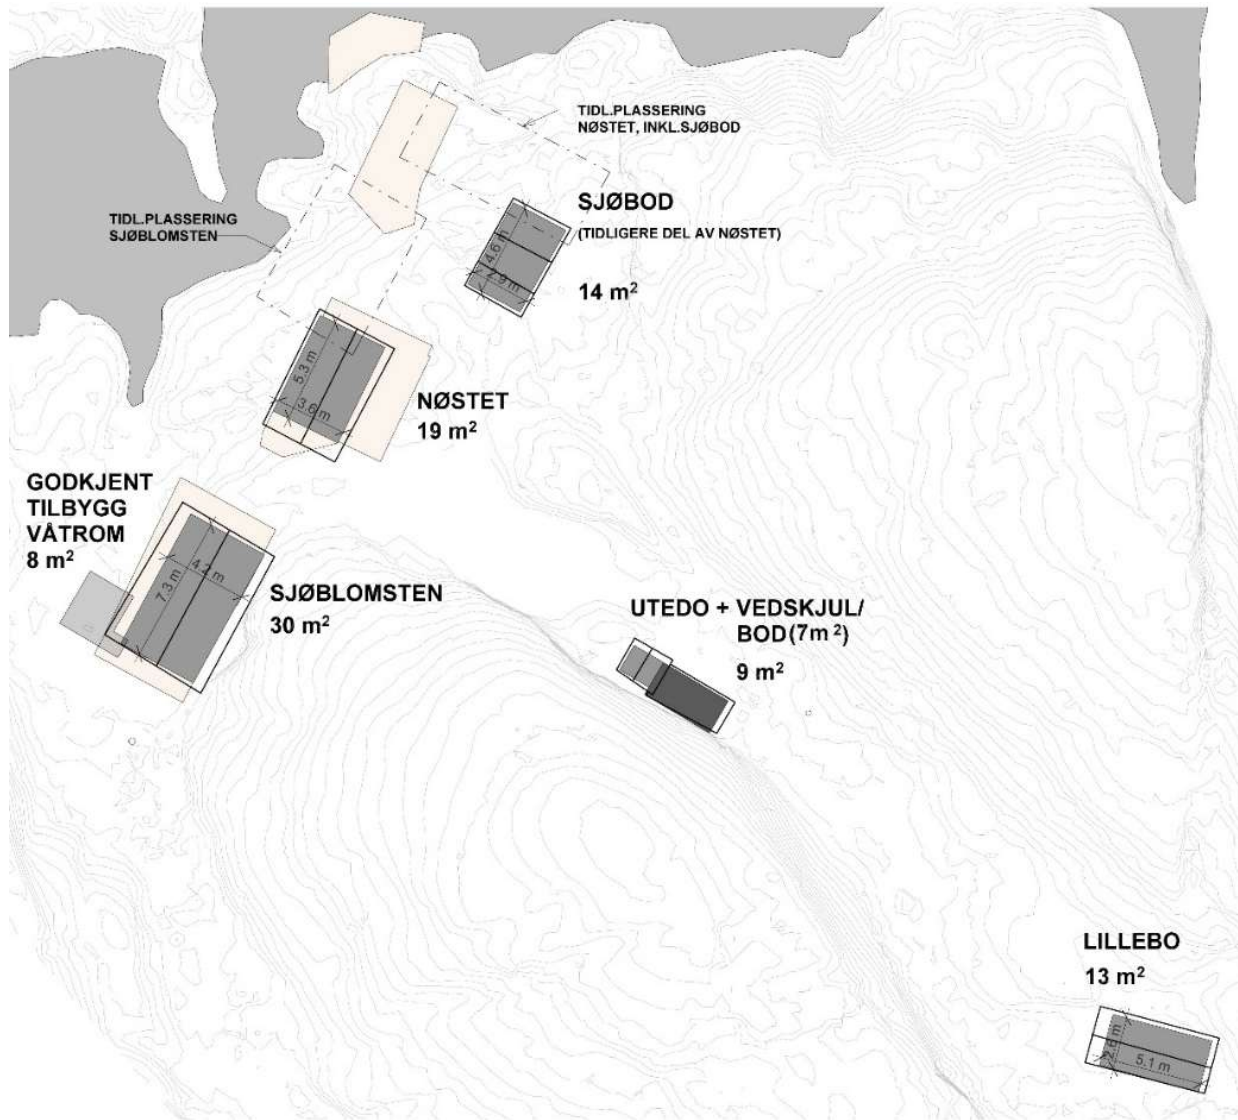 TIDL.PLASSERING
NØSTET, INKL.SJØBOD
TIDL.PLASSERING
SJØBLOMSTEN
SJØBOD
(TIDLIGERE DEL AV NØSTET)
14 m²
4.6 m
2.9 m
5.3 m
3.6 m
NØSTET
19 m²
GODKJENT
TILBYGG
VÅTROM
8 m²
4.2 m
7.3 m
SJØBLOMSTEN
30 m²
UTEDO + VEDSKJUL/
BOD(7m²)
9 m²
LILLEBO
13 m²
2.6 m
5.1 m